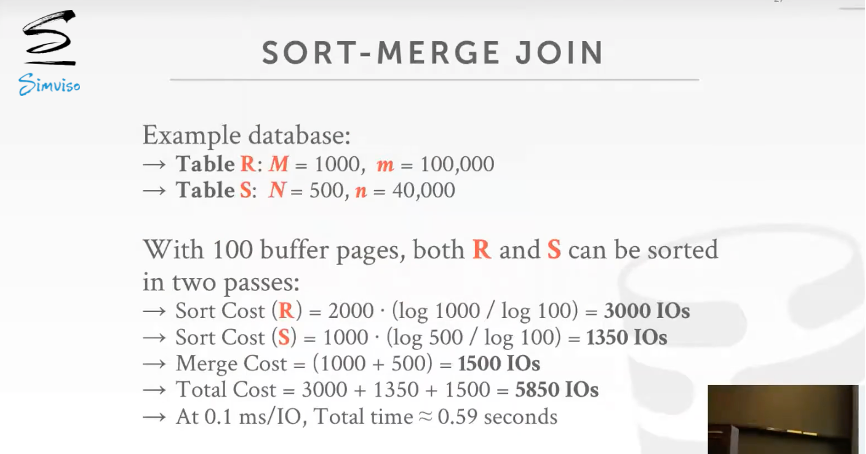 Simviso
SORT-MERGE JOIN
Example database:
→ Table R: M = 1000, m = 100,000
→ Table S: N = 500, n = 40,000
With 100 buffer pages, both R and S can be sorted
in two passes:
→ Sort Cost (R) = 2000 · (log 1000 / log 100) = 3000 IOs
→ Sort Cost (S) = 1000 · (log 500 / log 100) = 1350 IOs
→ Merge Cost = (1000 + 500) = 1500 IOs
→ Total Cost = 3000 + 1350 + 1500 = 5850 IOs
→ At 0.1 ms/IO, Total time ≈ 0.59 seconds